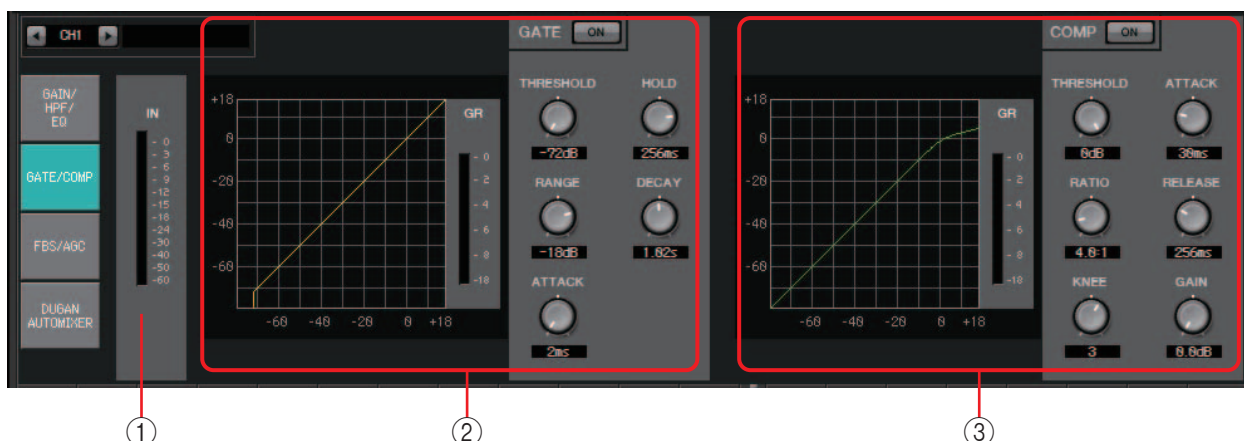 CH1
GAIN/
HPF/
EQ
GATE/COMP
FBS/AGC
DUGAN
AUTOMIXER
IN
- 0
- 3
- 6
- 9
-12
-15
-18
-24
-30
-40
-50
-60
+18
0
-20
-40
-60
-60 -40 -20 0 +18
GR
- 0
- 2
- 4
- 6
- 8
-18
GATE ON
THRESHOLD HOLD
-72dB 256ms
RANGE DECAY
-18dB 1.02s
ATTACK
2ms
+18
0
-20
-40
-60
-60 -40 -20 0 +18
GR
- 0
- 2
- 4
- 6
- 8
-18
COMP ON
THRESHOLD ATTACK
0dB 30ms
RATIO RELEASE
4.0:1 256ms
KNEE GAIN
3 0.0dB
① ② ③